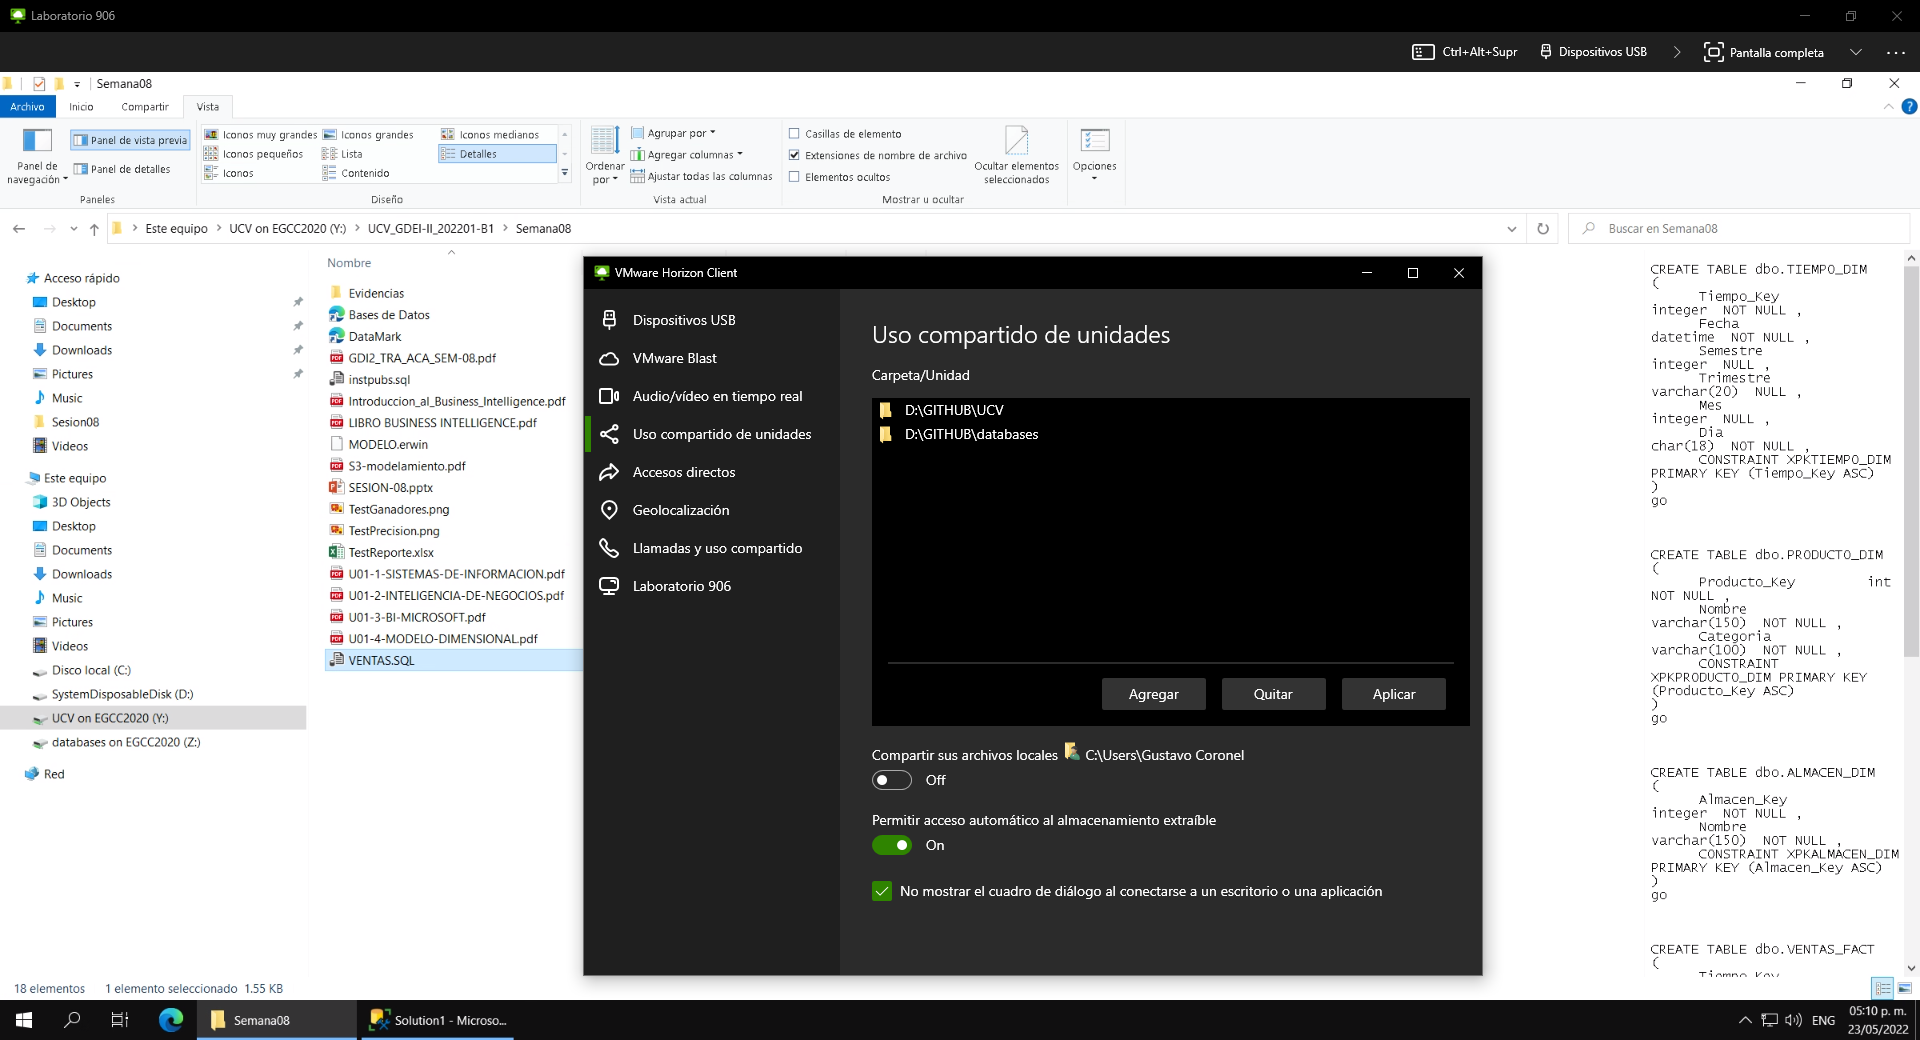 Laboratorio 906
Ctrl+Alt+Supr
Dispositivos USB
Pantalla completa
Semana08
Archivo
Inicio
Compartir
Vista
Panel de navegación
Panel de vista previa
Panel de detalles
Paneles
Iconos muy grandes
Iconos grandes
Iconos medianos
Iconos pequeños
Lista
Detalles
Iconos
Contenido
Diseño
Ordenar por
Agrupar por
Agregar columnas
Ajustar todas las columnas
Vista actual
Casillas de elemento
Extensiones de nombre de archivo
Elementos ocultos
Ocultar elementos seleccionados
Mostrar u ocultar
Opciones
Este equipo > UCV on EGCC2020 (Y:) > UCV_GDEI-II_202201-B1 > Semana08
Buscar en Semana08
Acceso rápido
Desktop
Documents
Downloads
Pictures
Music
Sesion08
Videos
Este equipo
3D Objects
Desktop
Documents
Downloads
Music
Pictures
Videos
Disco local (C:)
SystemDisposableDisk (D:)
UCV on EGCC2020 (Y:)
databases on EGCC2020 (Z:)
Red
Nombre
Evidencias
Bases de Datos
DataMark
GDI2_TRA_ACA_SEM-08.pdf
instpubs.sql
Introduccion_al_Business_Intelligence.pdf
LIBRO BUSINESS INTELLIGENCE.pdf
MODELO.erwin
S3-modelamiento.pdf
SESION-08.pptx
TestGanadores.png
TestPrecision.png
TestReporte.xlsx
U01-1-SISTEMAS-DE-INFORMACION.pdf
U01-2-INTELIGENCIA-DE-NEGOCIOS.pdf
U01-3-BI-MICROSOFT.pdf
U01-4-MODELO-DIMENSIONAL.pdf
VENTAS.SQL
VMware Horizon Client
Dispositivos USB
VMware Blast
Audio/vídeo en tiempo real
Uso compartido de unidades
Accesos directos
Geolocalización
Llamadas y uso compartido
Laboratorio 906
Uso compartido de unidades
Carpeta/Unidad
D:\GITHUB\UCV
D:\GITHUB\databases
Agregar
Quitar
Aplicar
Compartir sus archivos locales C:\Users\Gustavo Coronel
Off
Permitir acceso automático al almacenamiento extraíble
On
No mostrar el cuadro de diálogo al conectarse a un escritorio o una aplicación
CREATE TABLE dbo.TIEMPO_DIM
(
Tiempo_Key
integer NOT NULL ,
Fecha
datetime NOT NULL ,
Semestre
integer NULL ,
Trimestre
varchar(20) NULL ,
Mes
integer NULL ,
Dia
char(18) NOT NULL ,
CONSTRAINT XPKTIEMPO_DIM
PRIMARY KEY (Tiempo_Key ASC)
)
go
CREATE TABLE dbo.PRODUCTO_DIM
(
Producto_Key int
NOT NULL ,
Nombre
varchar(150) NOT NULL ,
Categoria
varchar(100) NOT NULL ,
CONSTRAINT
XPKPRODUCTO_DIM PRIMARY KEY
(Producto_Key ASC)
)
go
CREATE TABLE dbo.ALMACEN_DIM
(
Almacen_Key
integer NOT NULL ,
Nombre
varchar(150) NOT NULL ,
CONSTRAINT XPKALMACEN_DIM
PRIMARY KEY (Almacen_Key ASC)
)
go
CREATE TABLE dbo.VENTAS_FACT
(
Tiempo_Key
18 elementos
1 elemento seleccionado 1.55 KB
Semana08
Solution1 - Microso...
ENG
05:10 p. m.
23/05/2022